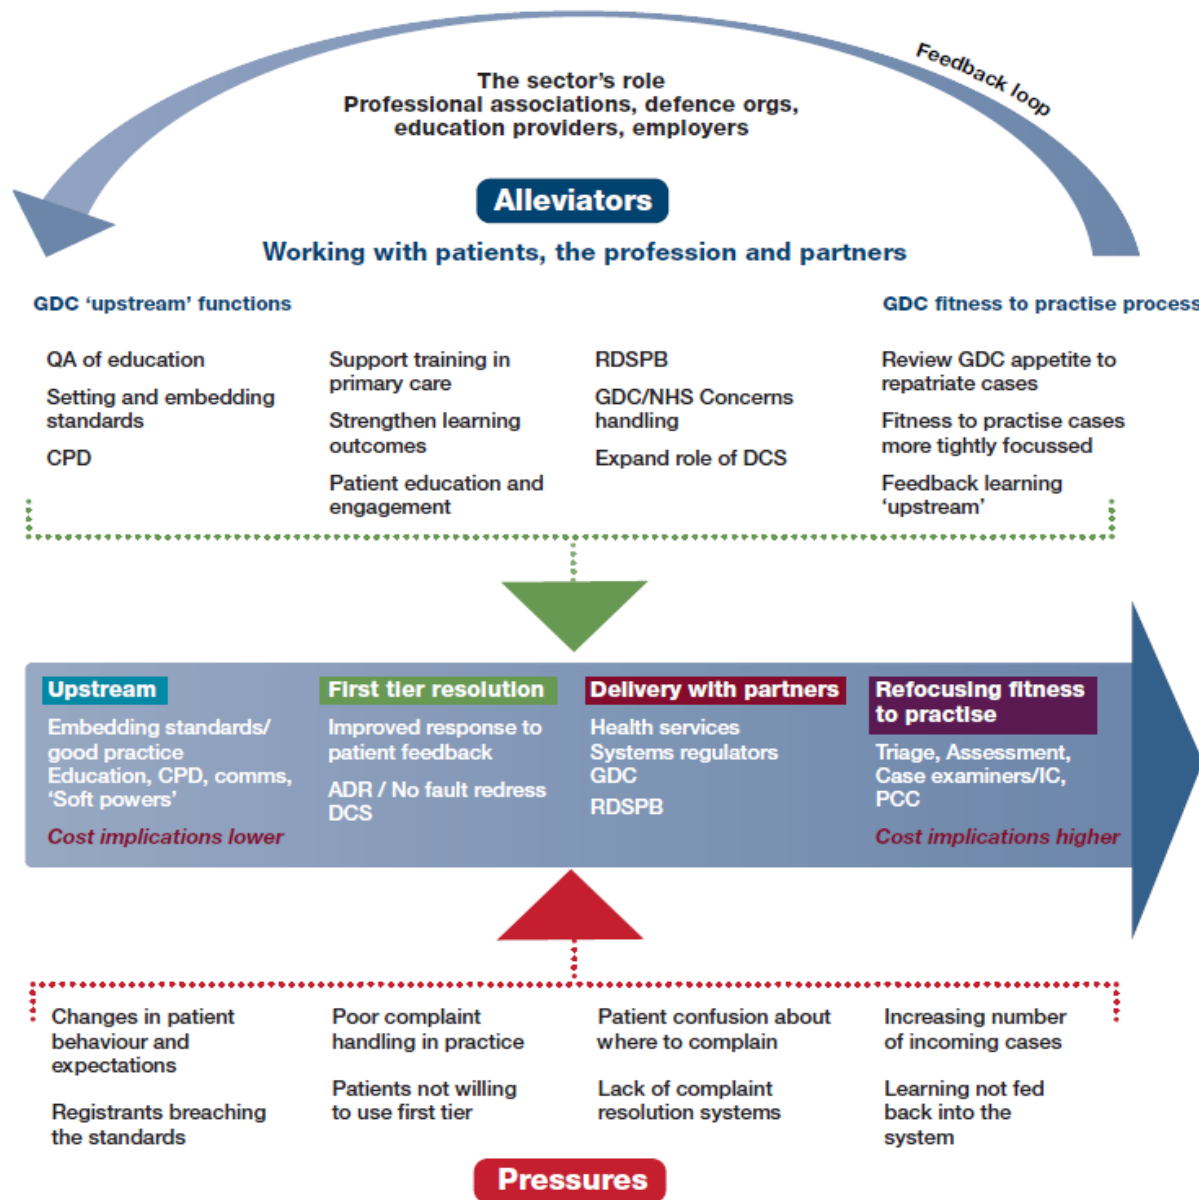 Feedback loop
The sector's role
Professional associations, defence orgs,
education providers, employers
Alleviators
Working with patients, the profession and partners
GDC ‘upstream’ functions
QA of education
Setting and embedding
standards
CPD
Support training in
primary care
Strengthen learning
outcomes
Patient education and
engagement
RDSPB
GDC/NHS Concerns
handling
Expand role of DCS
GDC fitness to practise process
Review GDC appetite to
repatriate cases
Fitness to practise cases
more tightly focussed
Feedback learning
‘upstream’
Upstream
Embedding standards/
good practice
Education, CPD, comms,
‘Soft powers’
Cost implications lower
First tier resolution
Improved response to
patient feedback
ADR / No fault redress
DCS
Delivery with partners
Health services
Systems regulators
GDC
RDSPB
Refocusing fitness
to practise
Triage, Assessment,
Case examiners/IC,
PCC
Cost implications higher
Changes in patient
behaviour and
expectations
Registrants breaching
the standards
Poor complaint
handling in practice
Patients not willing
to use first tier
Patient confusion about
where to complain
Lack of complaint
resolution systems
Increasing number
of incoming cases
Learning not fed
back into the
system
Pressures